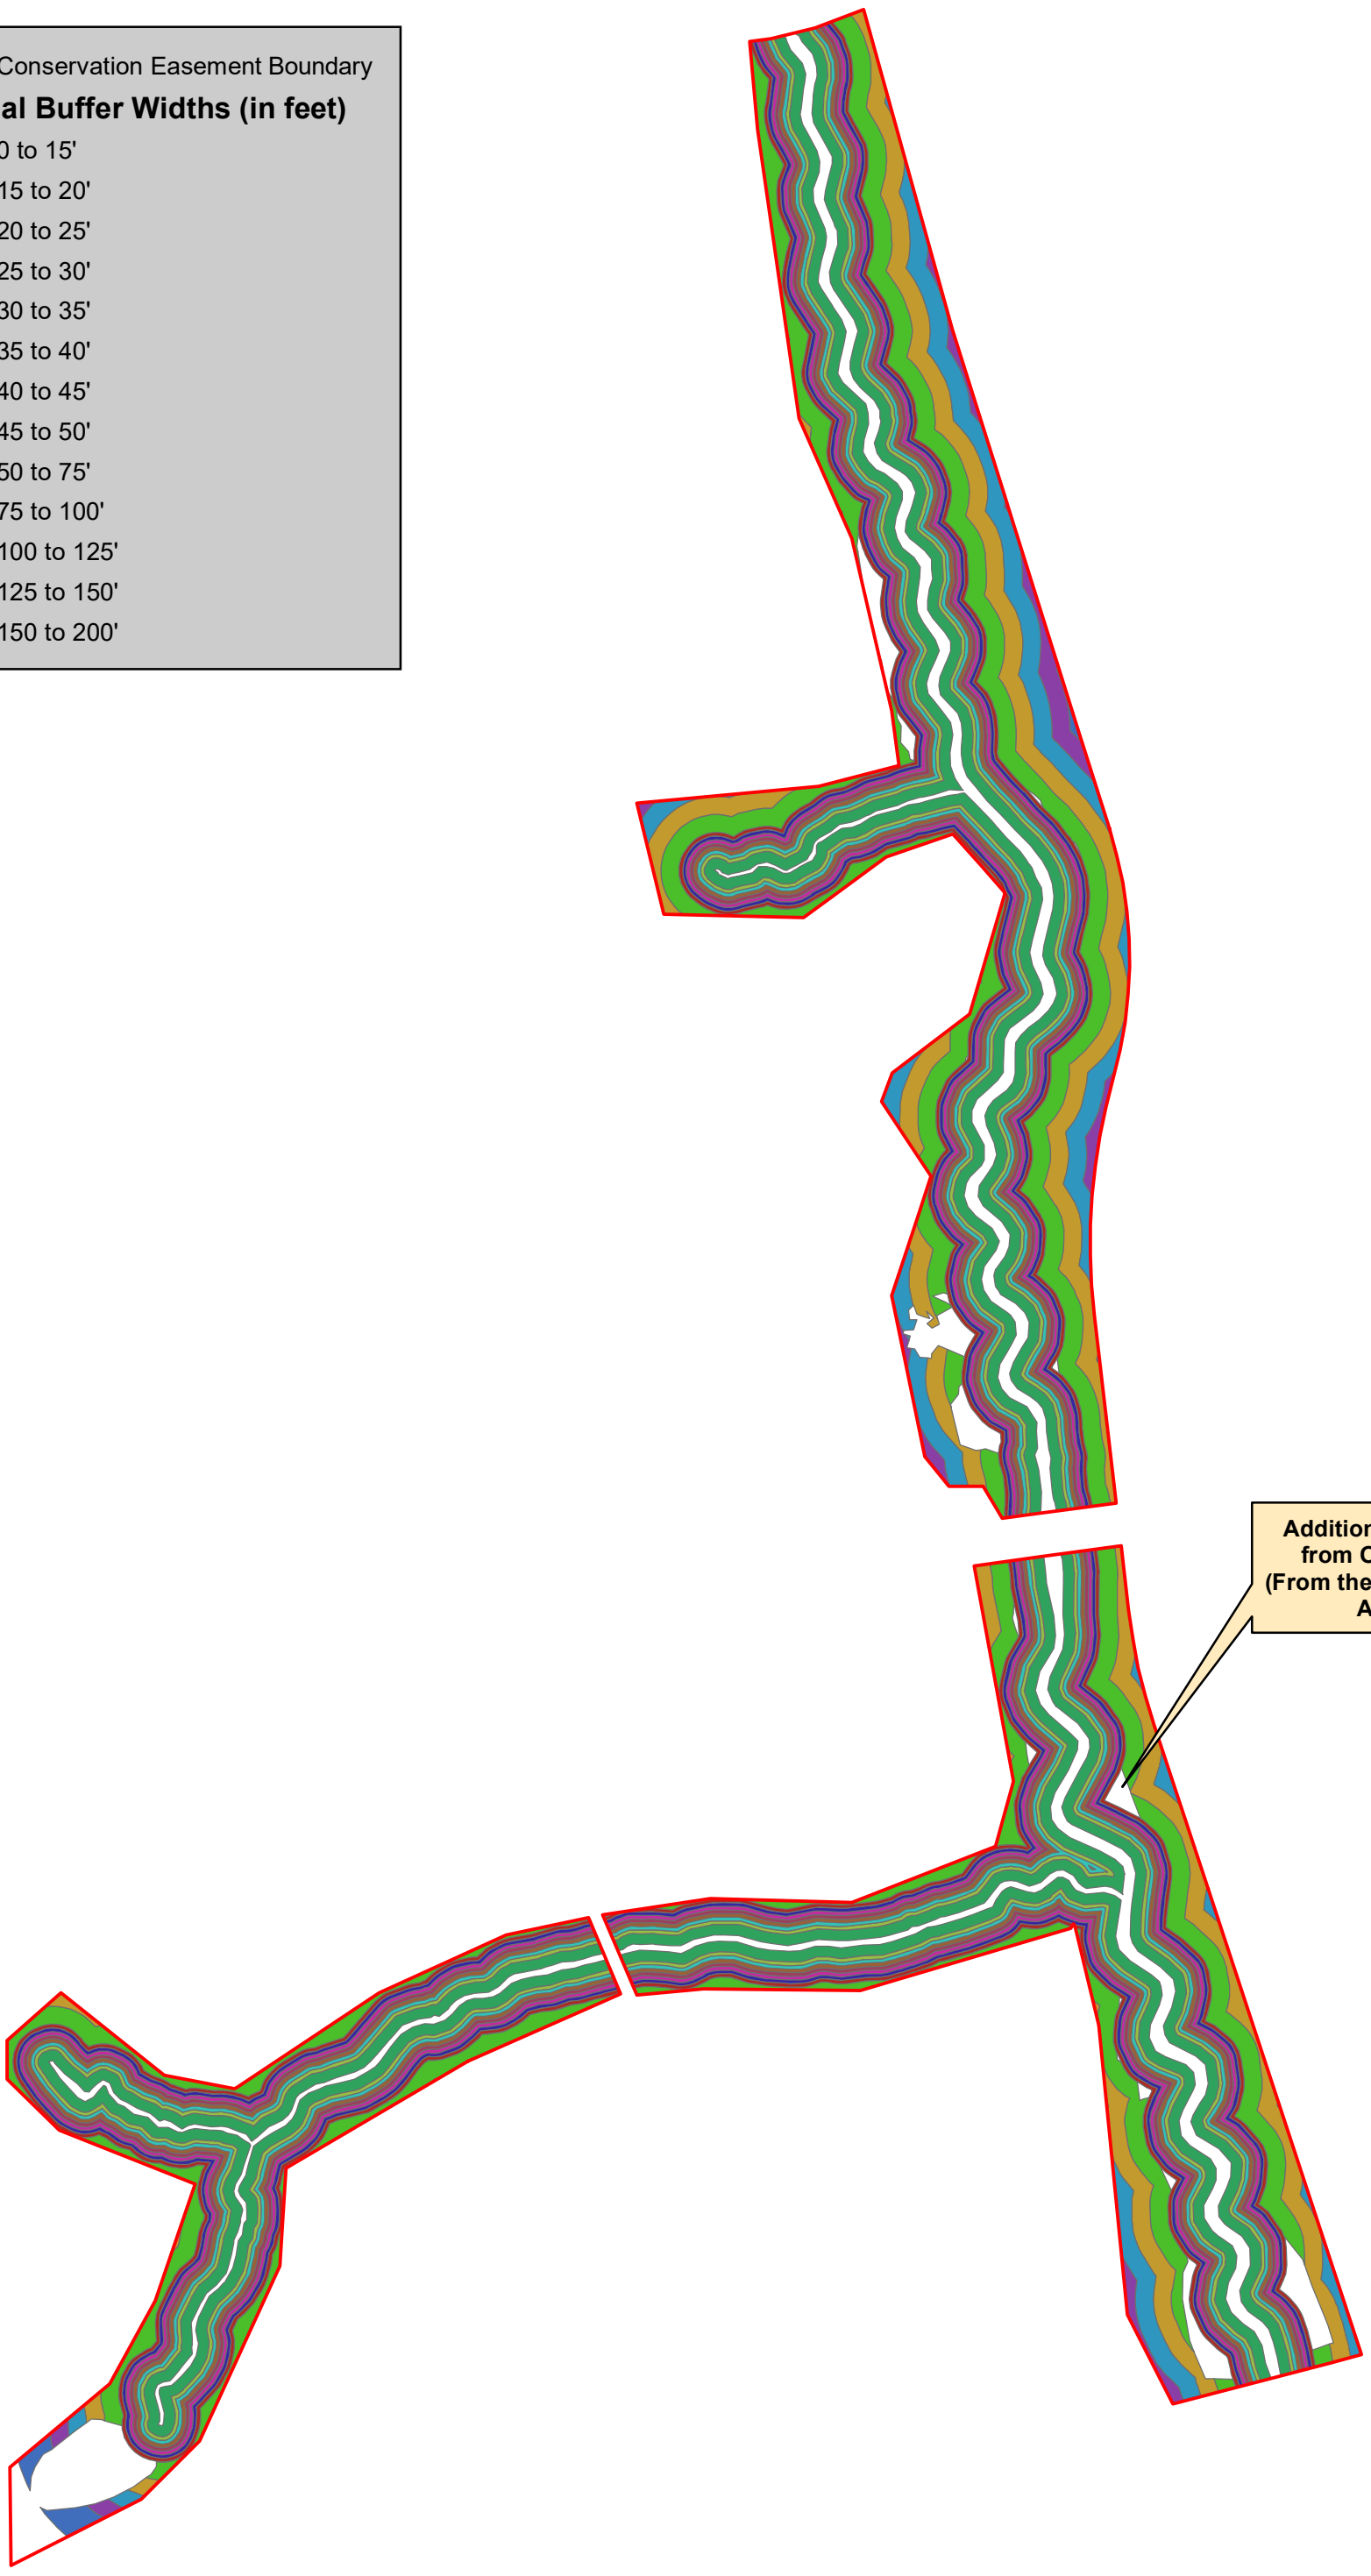 Conservation Easement Boundary
al Buffer Widths (in feet)
0 to 15'
15 to 20'
20 to 25'
25 to 30'
30 to 35'
35 to 40'
40 to 45'
45 to 50'
50 to 75'
75 to 100'
100 to 125'
125 to 150'
150 to 200'
Addition
from C
(From the
A